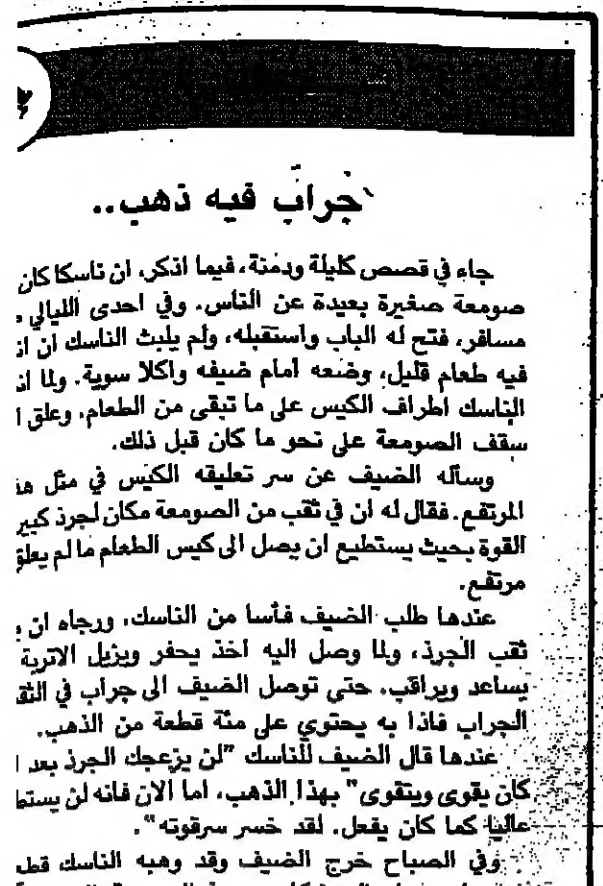 جراب فيه ذهب..
جاء في قصص كليلة ودمنة، فيما اذكر، ان ناسكا كان
صومعة صغيرة بعيدة عن الناس. وفي احدى الليالي
مسافر، فتح له الباب واستقبله، ولم يلبث الناسك ان
فيه طعام قليل، وضعه امام ضيفه واكلا سوية. ولما
الناسك اطراف الكيس على ما تبقى من الطعام، وعلق
سقف الصومعة على نحو ما كان قبل ذلك.
وسأله الضيف عن سر تعليقه الكيس في مثل
المرتفع. فقال له ان في ثقب من الصومعة مكان لجرذ كبير
القوة بحيث يستطيع ان يصل الى كيس الطعام ما لم يعلق
مرتفع.
عندها طلب الضيف فأسا من الناسك، ورجاه ان
ثقب الجرذ، ولما وصل اليه اخذ يحفر ويزيل الاتربة
يساعد ويراقب. حتى توصل الضيف الى جراب في
الجراب فاذا به يحتوي على مئة قطعة من الذهب.
عندها قال الضيف للناسك "لن يزعجك الجرذ بعد
كان يقوى ويتقوى" بهذا الذهب، اما الان فانه لن
عاليا كما كان يفعل. لقد خسر سرقوته".
وفي الصباح خرج الضيف وقد وهبه الناسك